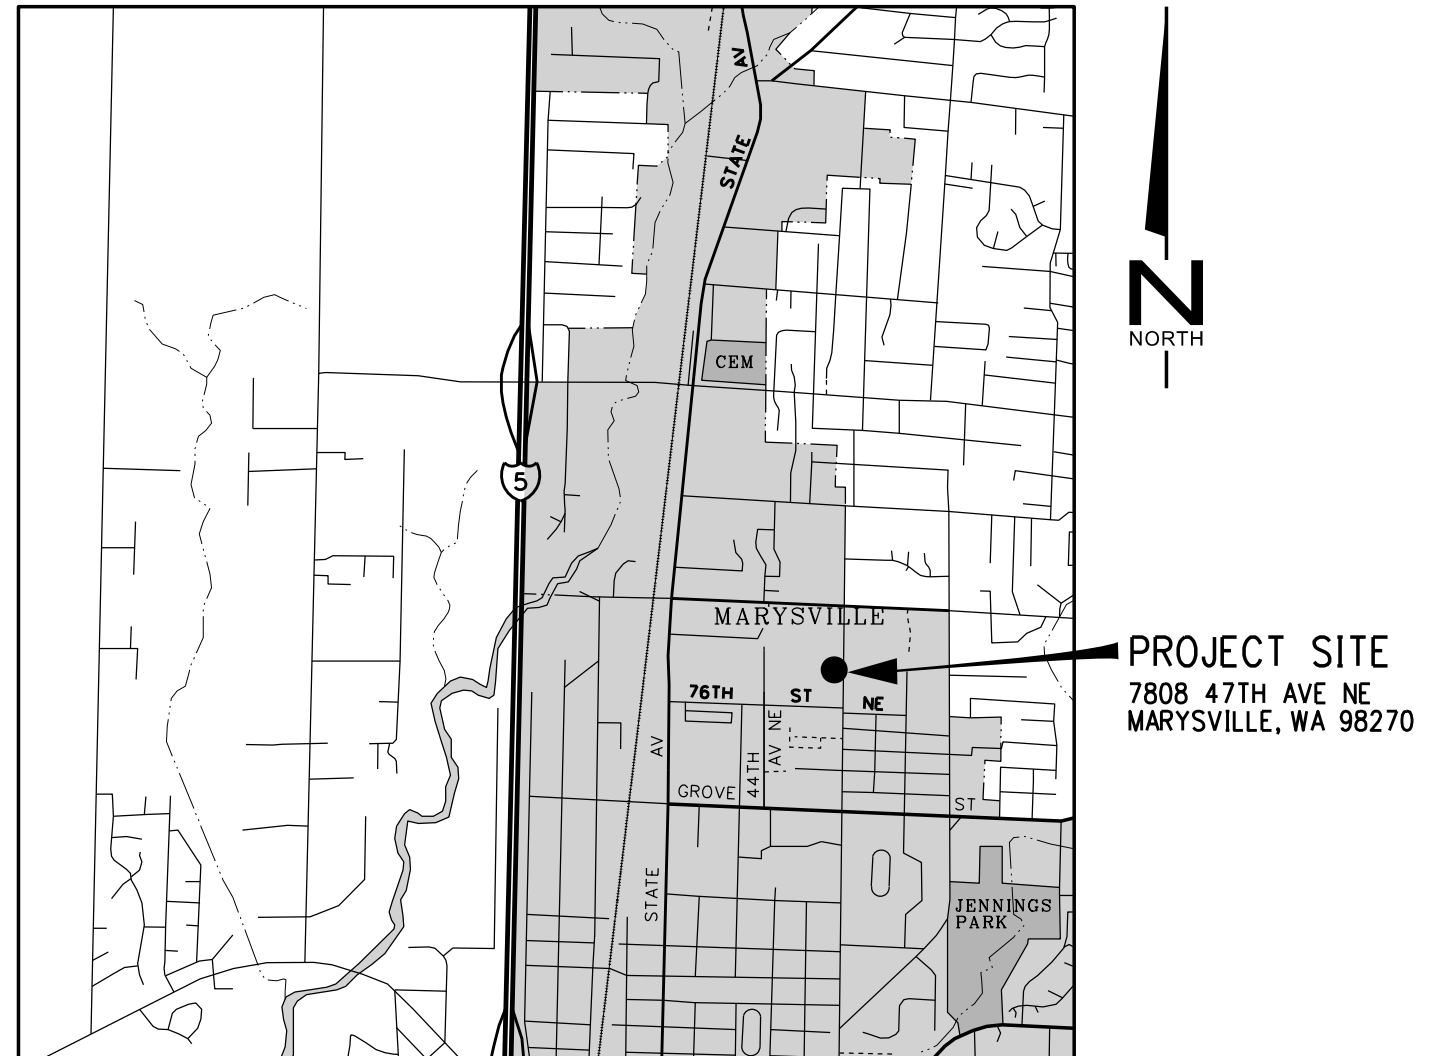 AV
STATE
N
NORTH
CEM
5
MARYSVILLE
PROJECT SITE
7808 47TH AVE NE
MARYSVILLE, WA 98270
76TH ST NE
AV
44TH AV NE
GROVE ST
STATE
JENNINGS
PARK